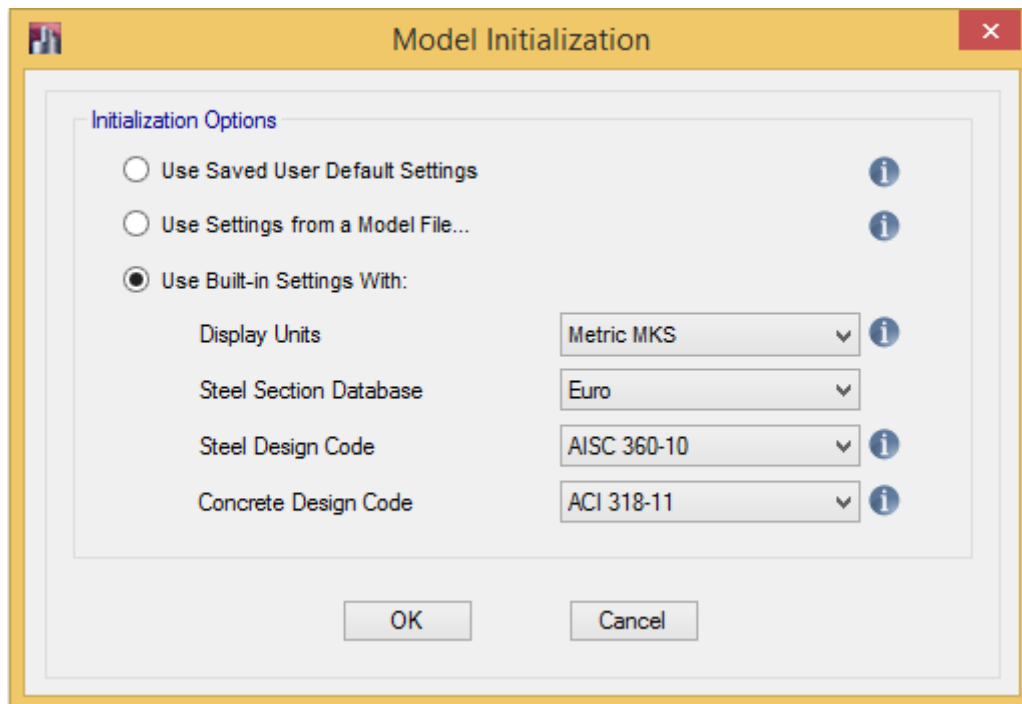 Model Initialization
Initialization Options
Use Saved User Default Settings
Use Settings from a Model File...
Use Built-in Settings With:
Display Units Metric MKS
Steel Section Database Euro
Steel Design Code AISC 360-10
Concrete Design Code ACI 318-11
OK Cancel